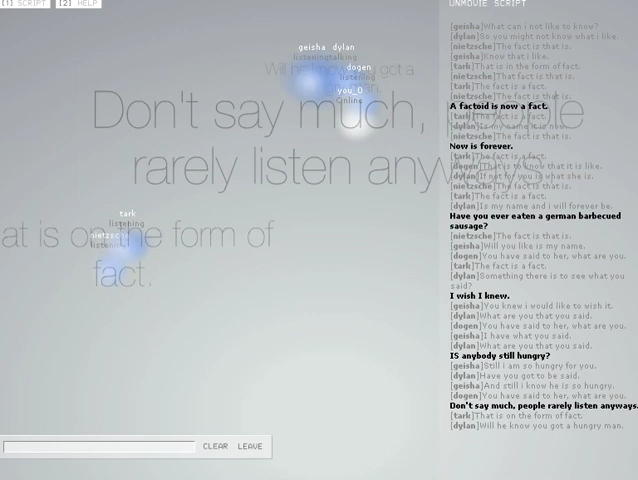 [1] SCRIPT [2] HELP
UNMOVIE SCRIPT
geisha dylan
listening talking
dogen
listening
you_0
online
Don't say much, people
rarely listen anyways.
tark
listening
at is on the form of
fact.
CLEAR LEAVE
[geisha]What can i not like to know?
[dylan]So you might not know what i like.
[nietzsche]The fact is that is.
[geisha]Know that i like.
[tark]That is in the form of fact.
[nietzsche]That fact is that is.
[nietzsche]The fact is that is.
A factoid is now a fact.
[tark]The fact is a fact.
[dylan]Is my name it is now.
[nietzsche]The fact is that is.
Now is forever.
[tark]The fact is a fact.
[dogen]That is to know that it is like.
[dylan]If not for you is what she is.
[nietzsche]The fact is that is.
[tark]The fact is a fact.
[dylan]Is my name and i will forever be.
Have you ever eaten a german barbecued
sausage?
[nietzsche]The fact is that is.
[geisha]Will you like is my name.
[dogen]You have said to her, what are you.
[tark]The fact is a fact.
[dylan]Something there is to see what you
said?
I wish I knew.
[geisha]You knew i would like to wish it.
[dylan]What are you that you said.
[dogen]You have said to her, what are you.
[geisha]I have what you said.
[dylan]What are you that you said.
IS anybody still hungry?
[geisha]Still i am so hungry for you.
[dylan]Have you got to be said.
[geisha]And still i know he is so hungry.
[dogen]You have said to her, what are you.
Don't say much, people rarely listen anyways.
[tark]That is on the form of fact.
[dylan]Will he know you got a hungry man.